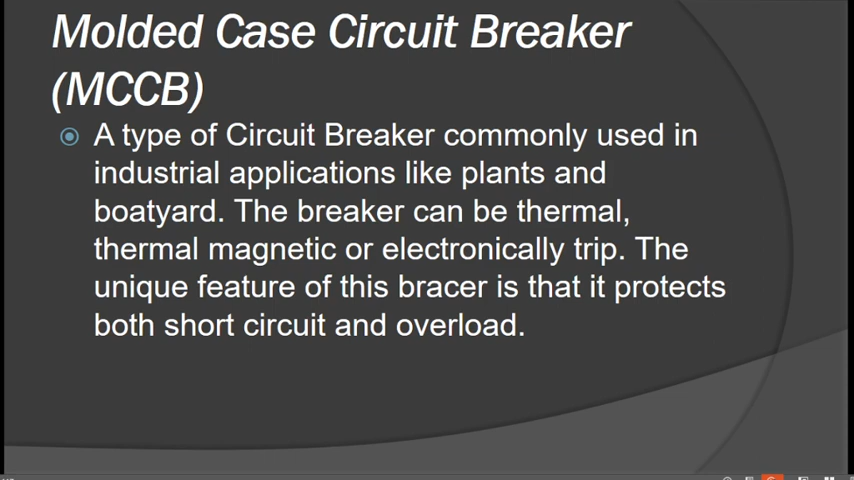 Molded Case Circuit Breaker
(MCCB)
A type of Circuit Breaker commonly used in
industrial applications like plants and
boatyard. The breaker can be thermal,
thermal magnetic or electronically trip. The
unique feature of this bracer is that it protects
both short circuit and overload.